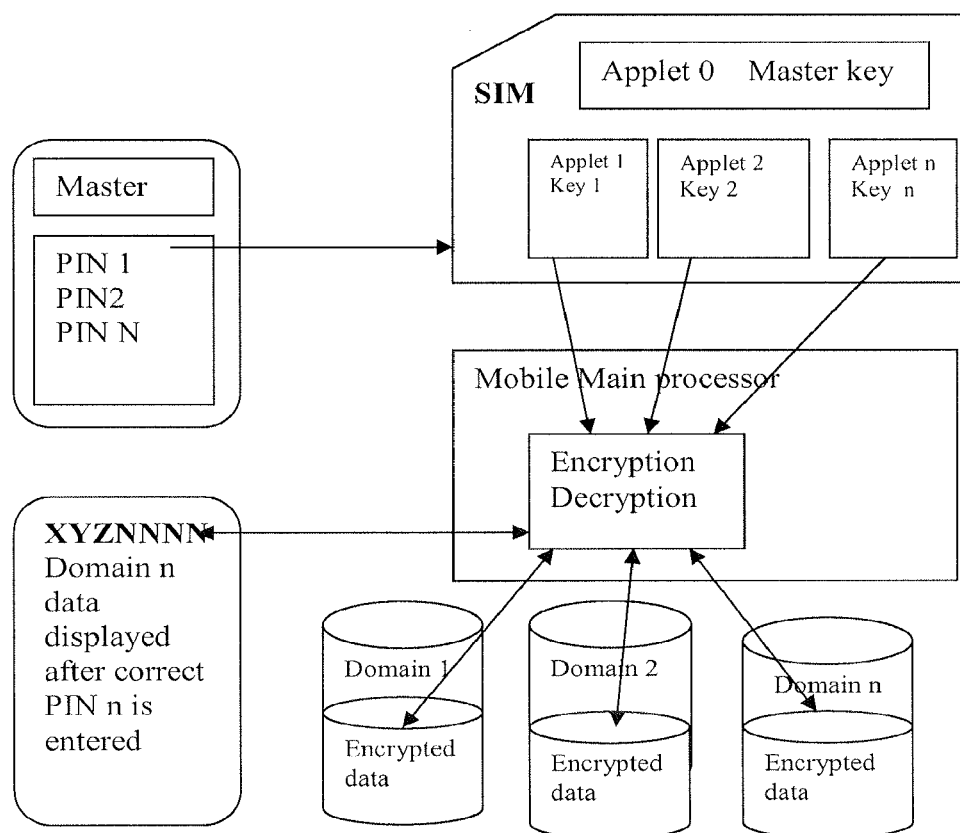 SIM
Applet 0 Master key
Applet 1
Key 1
Applet 2
Key 2
Applet n
Key n
Master
PIN 1
PIN2
PIN N
Mobile Main processor
Encryption
Decryption
XYZNNNN
Domain n
data
displayed
after correct
PIN n is
entered
Domain 1
Encrypted
data
Domain 2
Encrypted
data
Domain n
Encrypted
data